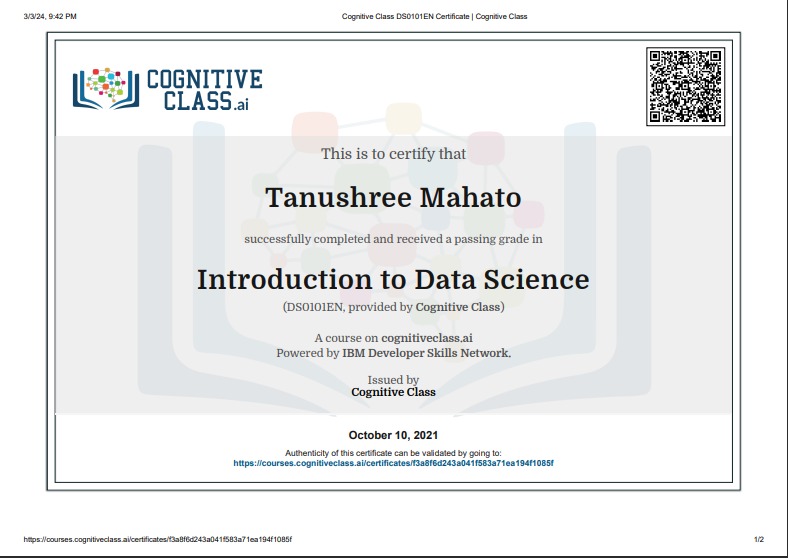 3/3/24, 9:42 PM
Cognitive Class DS0101EN Certificate | Cognitive Class
COGNITIVE
CLASS.ai
This is to certify that
Tanushree Mahato
successfully completed and received a passing grade in
Introduction to Data Science
(DS0101EN, provided by Cognitive Class)
A course on cognitiveclass.ai
Powered by IBM Developer Skills Network.
Issued by
Cognitive Class
October 10, 2021
Authenticity of this certificate can be validated by going to:
https://courses.cognitiveclass.ai/certificates/f3a8f6d243a041f583a71ea194f1085f
https://courses.cognitiveclass.ai/certificates/f3a8f6d243a041f583a71ea194f1085f
1/2